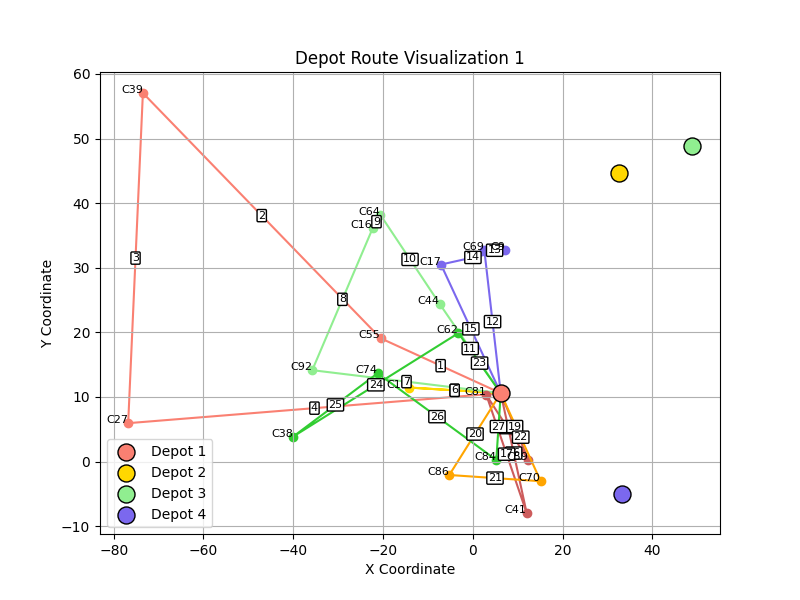 Depot Route Visualization 1
Y Coordinate
60
50
40
30
20
10
0
−10
C39
2
3
C64
9
C16
10
C69
13
14
C17
8
C44
12
C62
15
C55
11
23
1
C92
C74
24
7
6
C81
C27
4
25
26
27
19
20
22
C38
C84
17
C86
21
C70
C41
Depot 1
Depot 2
Depot 3
Depot 4
−80
−60
−40
−20
0
20
40
X Coordinate